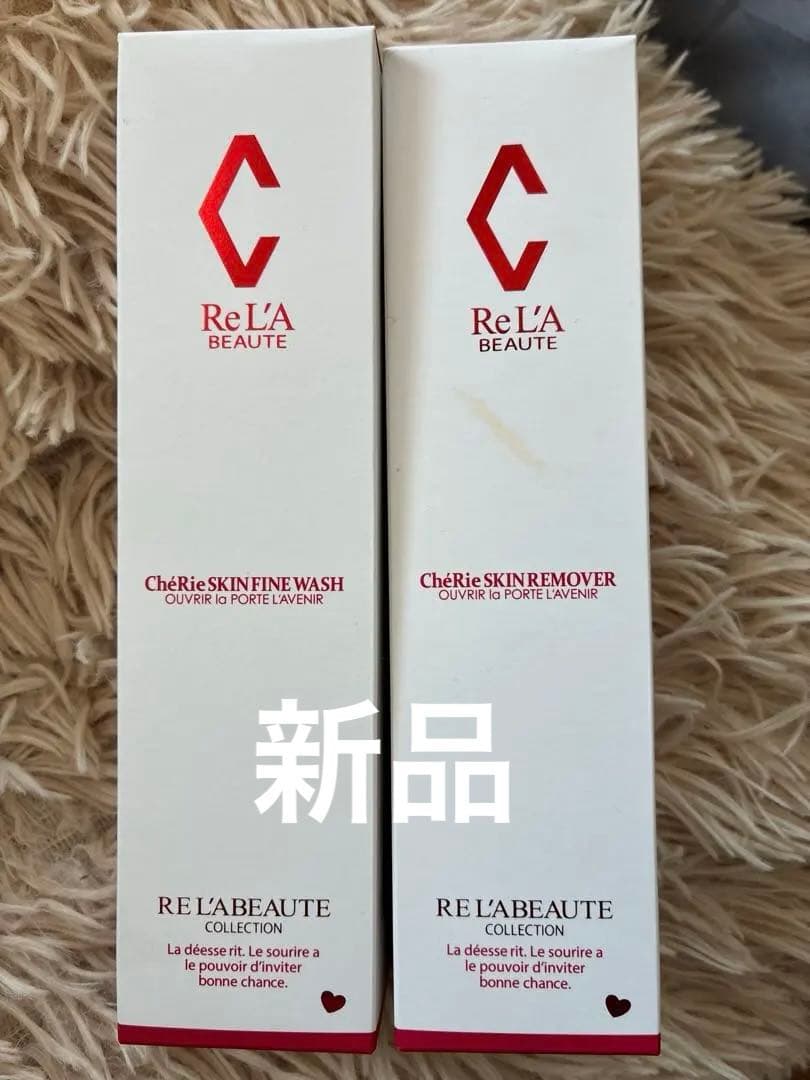 ReL'A
BEAUTE
ChéRie SKIN FINE WASH
OUVRIR la PORTE L'AVENIR
RE L'ABEAUTE
COLLECTION
La déesse rit. Le sourire a
le pouvoir d'inviter
bonne chance.
ReL'A
BEAUTE
ChéRie SKIN REMOVER
OUVRIR la PORTE L'AVENIR
RE L'ABEAUTE
COLLECTION
La déesse rit. Le sourire a
le pouvoir d'inviter
bonne chance.
新品